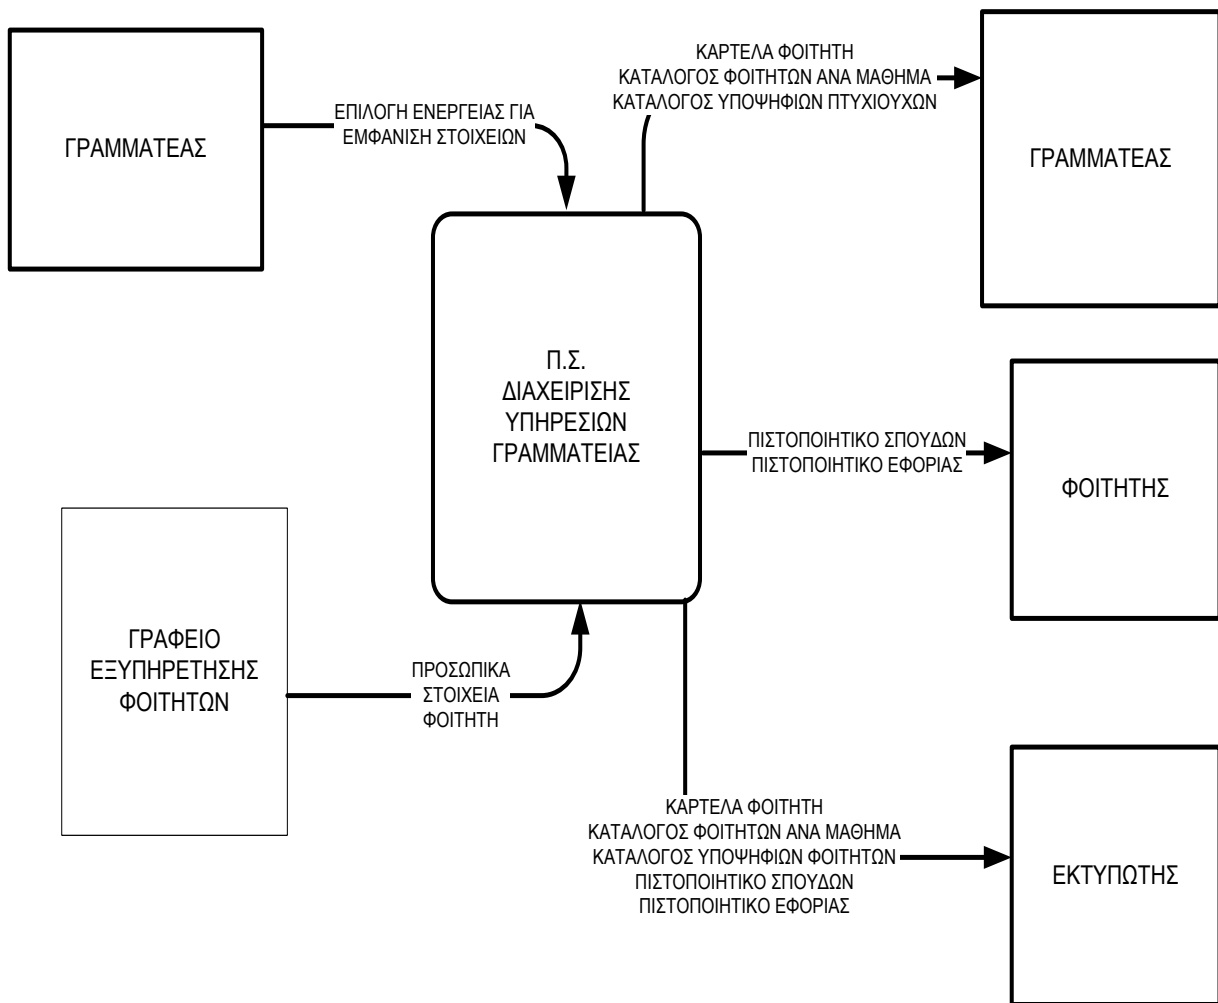 ΓΡΑΜΜΑΤΕΑΣ
ΕΠΙΛΟΓΗ ΕΝΕΡΓΕΙΑΣ ΓΙΑ
ΕΜΦΑΝΙΣΗ ΣΤΟΙΧΕΙΩΝ
ΚΑΡΤΕΛΑ ΦΟΙΤΗΤΗ
ΚΑΤΑΛΟΓΟΣ ΦΟΙΤΗΤΩΝ ΑΝΑ ΜΑΘΗΜΑ
ΚΑΤΑΛΟΓΟΣ ΥΠΟΨΗΦΙΩΝ ΠΤΥΧΙΟΥΧΩΝ
ΓΡΑΜΜΑΤΕΑΣ
Π.Σ.
ΔΙΑΧΕΙΡΙΣΗΣ
ΥΠΗΡΕΣΙΩΝ
ΓΡΑΜΜΑΤΕΙΑΣ
ΠΙΣΤΟΠΟΙΗΤΙΚΟ ΣΠΟΥΔΩΝ
ΠΙΣΤΟΠΟΙΗΤΙΚΟ ΕΦΟΡΙΑΣ
ΦΟΙΤΗΤΗΣ
ΓΡΑΦΕΙΟ
ΕΞΥΠΗΡΕΤΗΣΗΣ
ΦΟΙΤΗΤΩΝ
ΠΡΟΣΩΠΙΚΑ
ΣΤΟΙΧΕΙΑ
ΦΟΙΤΗΤΗ
ΚΑΡΤΕΛΑ ΦΟΙΤΗΤΗ
ΚΑΤΑΛΟΓΟΣ ΦΟΙΤΗΤΩΝ ΑΝΑ ΜΑΘΗΜΑ
ΚΑΤΑΛΟΓΟΣ ΥΠΟΨΗΦΙΩΝ ΦΟΙΤΗΤΩΝ
ΠΙΣΤΟΠΟΙΗΤΙΚΟ ΣΠΟΥΔΩΝ
ΠΙΣΤΟΠΟΙΗΤΙΚΟ ΕΦΟΡΙΑΣ
ΕΚΤΥΠΩΤΗΣ